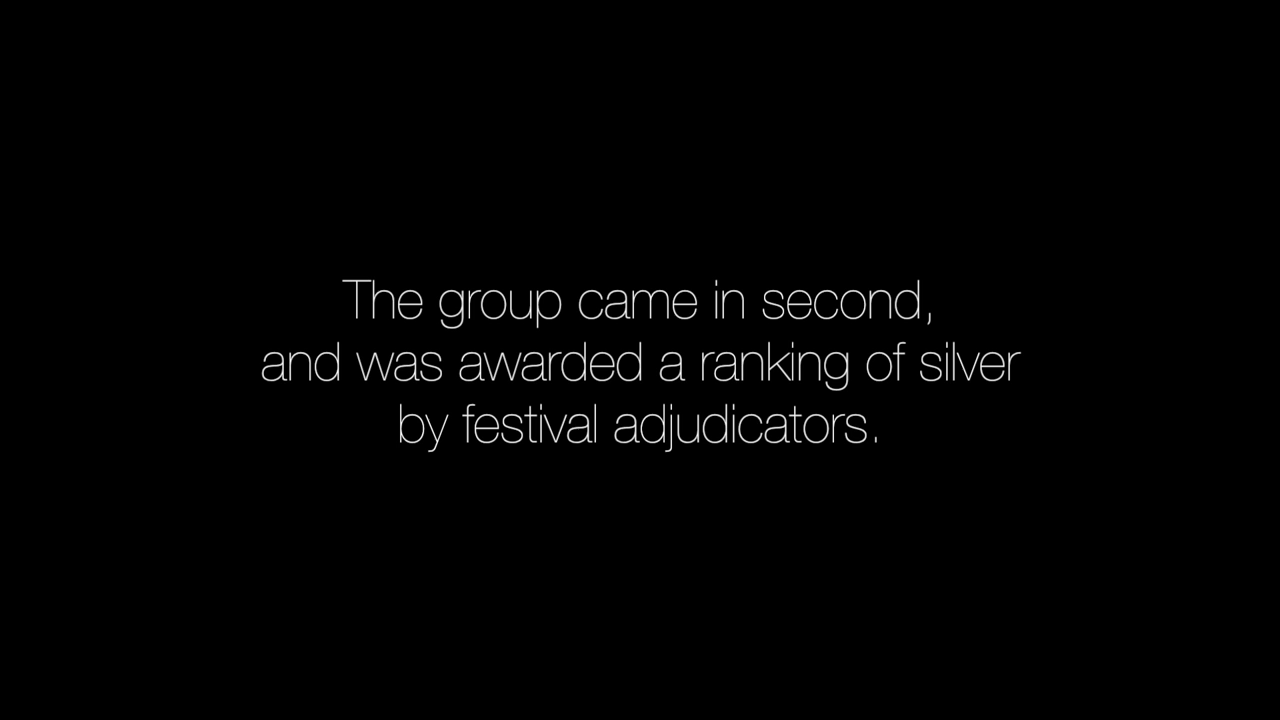 The group came in second,
and was awarded a ranking of silver
by festival adjudicators.